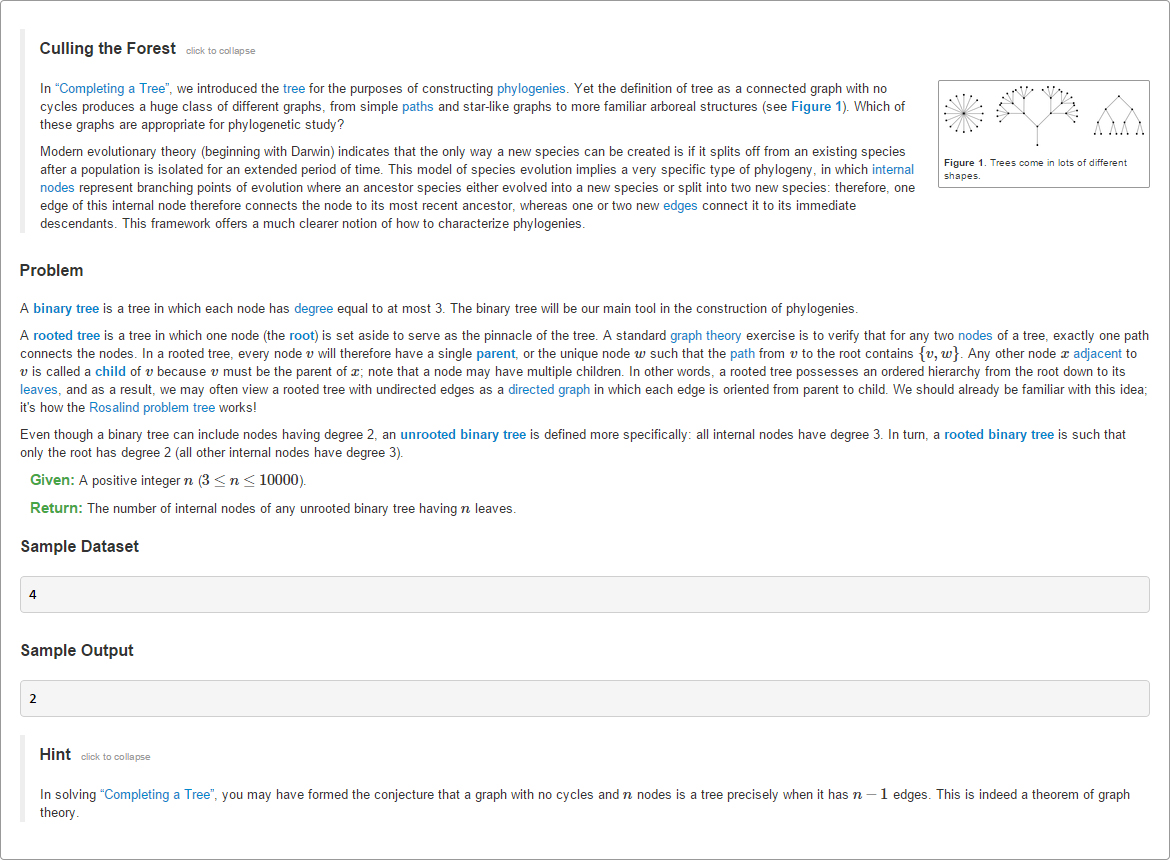 Culling the Forest click to collapse
In “Completing a Tree”, we introduced the tree for the purposes of constructing phylogenies. Yet the definition of tree as a connected graph with no
cycles produces a huge class of different graphs, from simple paths and star-like graphs to more familiar arboreal structures (see Figure 1). Which of
these graphs are appropriate for phylogenetic study?
Modern evolutionary theory (beginning with Darwin) indicates that the only way a new species can be created is if it splits off from an existing species
after a population is isolated for an extended period of time. This model of species evolution implies a very specific type of phylogeny, in which internal
nodes represent branching points of evolution where an ancestor species either evolved into a new species or split into two new species: therefore, one
edge of this internal node therefore connects the node to its most recent ancestor, whereas one or two new edges connect it to its immediate
descendants. This framework offers a much clearer notion of how to characterize phylogenies.
Figure 1. Trees come in lots of different
shapes.
Problem
A binary tree is a tree in which each node has degree equal to at most 3. The binary tree will be our main tool in the construction of phylogenies.
A rooted tree is a tree in which one node (the root) is set aside to serve as the pinnacle of the tree. A standard graph theory exercise is to verify that for any two nodes of a tree, exactly one path
connects the nodes. In a rooted tree, every node v will therefore have a single parent, or the unique node w such that the path from v to the root contains {v, w}. Any other node x adjacent to
v is called a child of v because v must be the parent of x; note that a node may have multiple children. In other words, a rooted tree possesses an ordered hierarchy from the root down to its
leaves, and as a result, we may often view a rooted tree with undirected edges as a directed graph in which each edge is oriented from parent to child. We should already be familiar with this idea;
it's how the Rosalind problem tree works!
Even though a binary tree can include nodes having degree 2, an unrooted binary tree is defined more specifically: all internal nodes have degree 3. In turn, a rooted binary tree is such that
only the root has degree 2 (all other internal nodes have degree 3).
Given: A positive integer n (3 ≤ n ≤ 10000).
Return: The number of internal nodes of any unrooted binary tree having n leaves.
Sample Dataset
4
Sample Output
2
Hint click to collapse
In solving “Completing a Tree”, you may have formed the conjecture that a graph with no cycles and n nodes is a tree precisely when it has n − 1 edges. This is indeed a theorem of graph
theory.